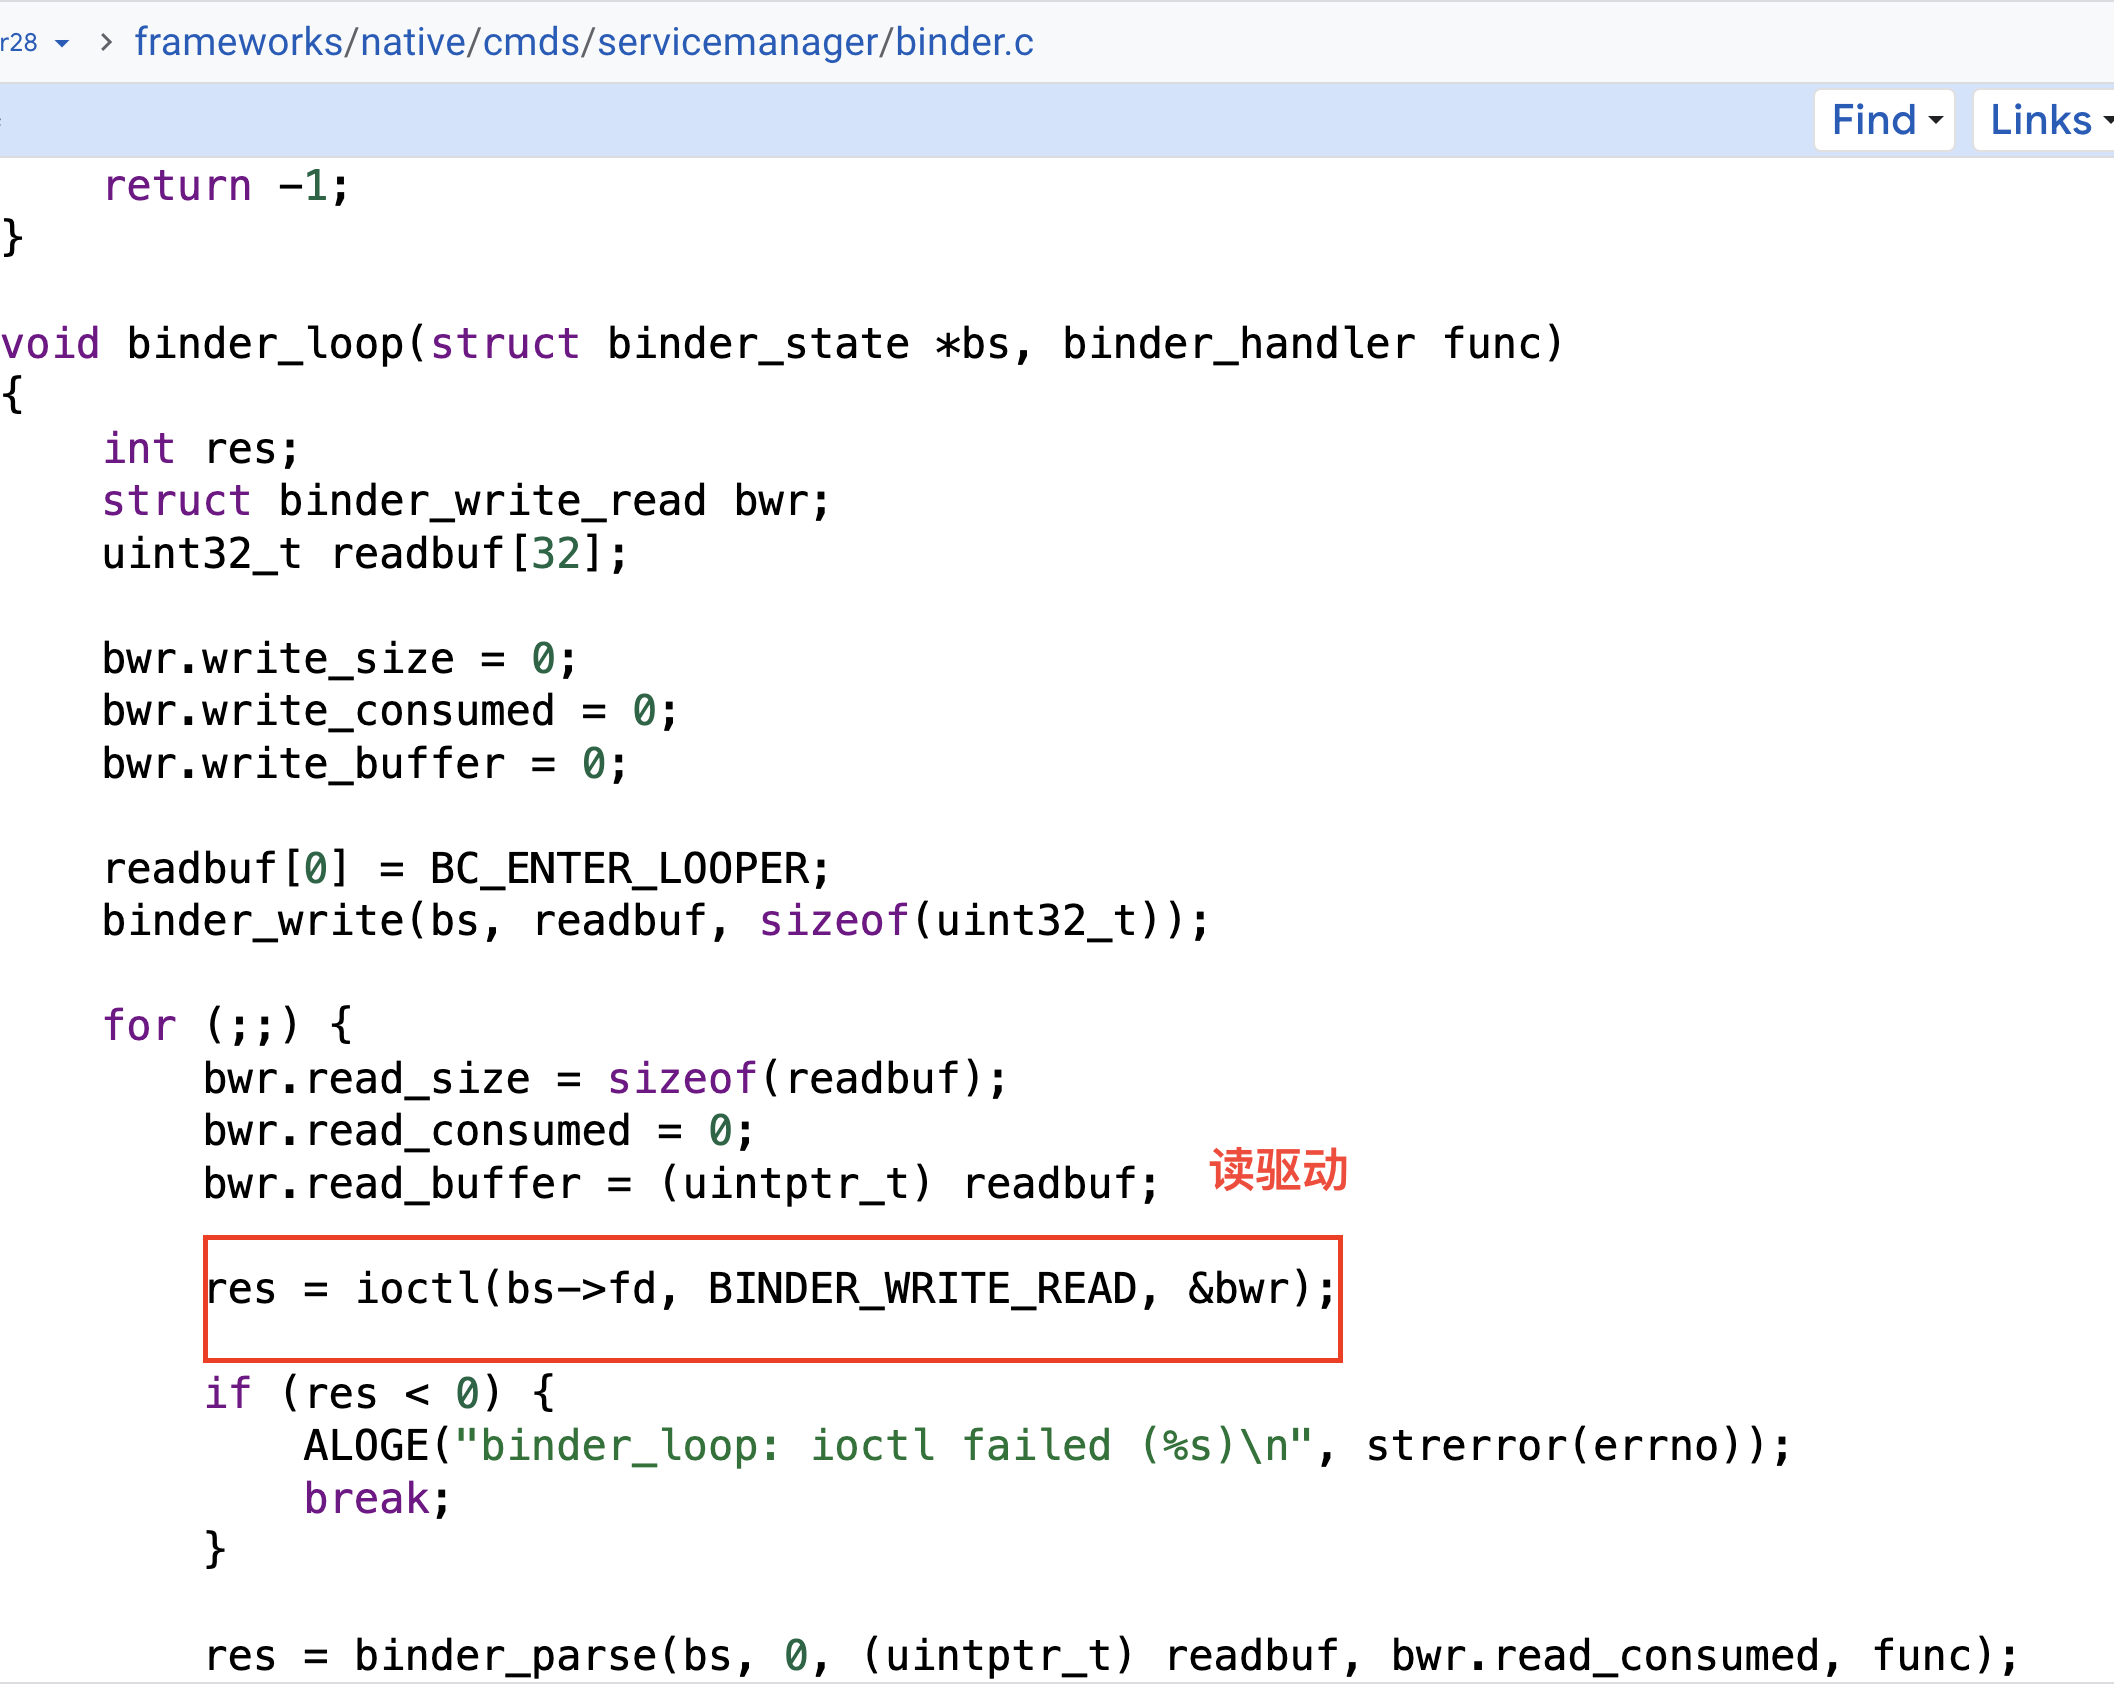 r28 > frameworks/native/cmds/servicemanager/binder.c
Find Links
    return -1;
}
void binder_loop(struct binder_state *bs, binder_handler func)
{
    int res;
    struct binder_write_read bwr;
    uint32_t readbuf[32];
    bwr.write_size = 0;
    bwr.write_consumed = 0;
    bwr.write_buffer = 0;
    readbuf[0] = BC_ENTER_LOOPER;
    binder_write(bs, readbuf, sizeof(uint32_t));
    for (;;) {
        bwr.read_size = sizeof(readbuf);
        bwr.read_consumed = 0;
        bwr.read_buffer = (uintptr_t) readbuf;
读驱动
        res = ioctl(bs->fd, BINDER_WRITE_READ, &bwr);
        if (res < 0) {
            ALOGE("binder_loop: ioctl failed (%s)\n", strerror(errno));
            break;
        }
        res = binder_parse(bs, 0, (uintptr_t) readbuf, bwr.read_consumed, func);